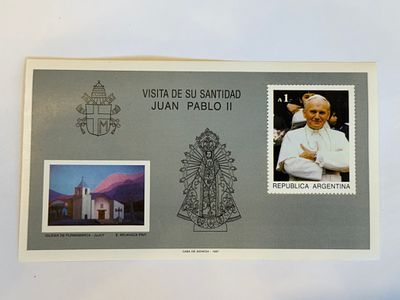 VISITA DE SU SANTIDAD
JUAN PABLO II
A1
REPUBLICA ARGENTINA
IGLESIA DE PURMAMARCA - JUJUY
CASA DE MONEDA - 1987